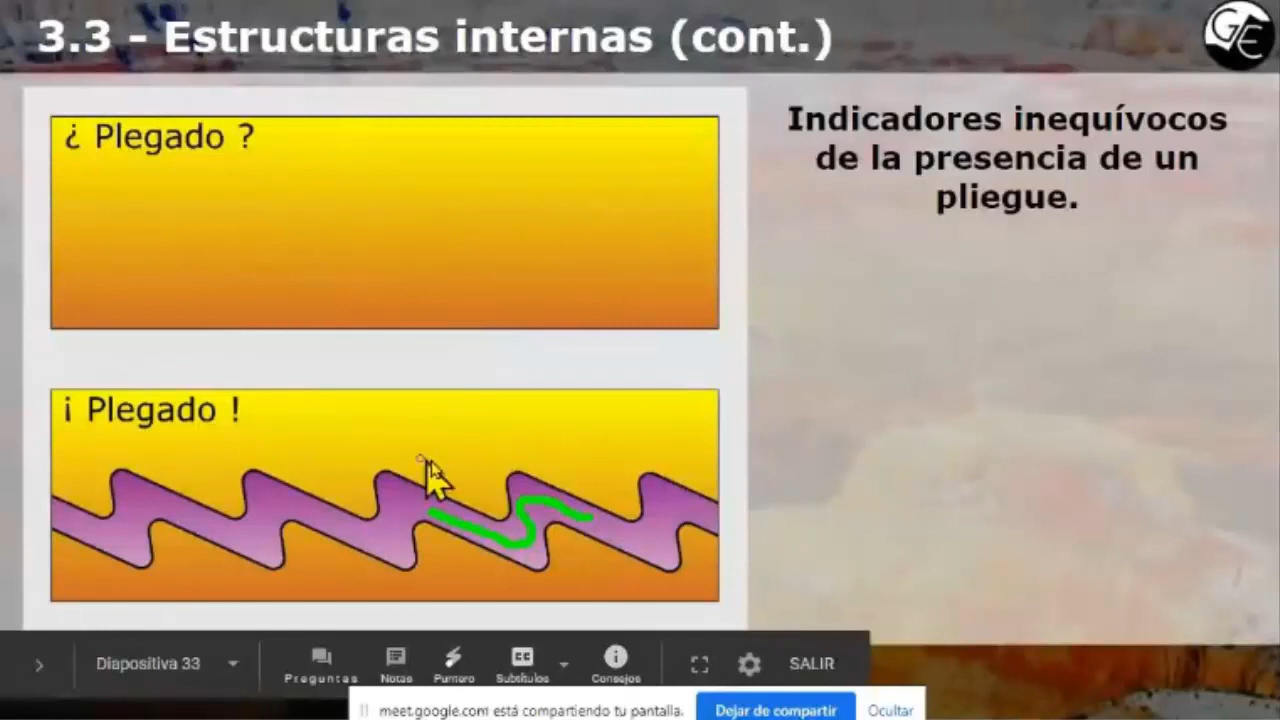 3.3 - Estructuras internas (cont.)
GE
¿ Plegado ?
Indicadores inequívocos
de la presencia de un
pliegue.
¡ Plegado !
Diapositiva 33
Preguntas
Notas
Puntero
Subtítulos
Consejos
SALIR
meet.google.com está compartiendo tu pantalla.
Dejar de compartir
Ocultar